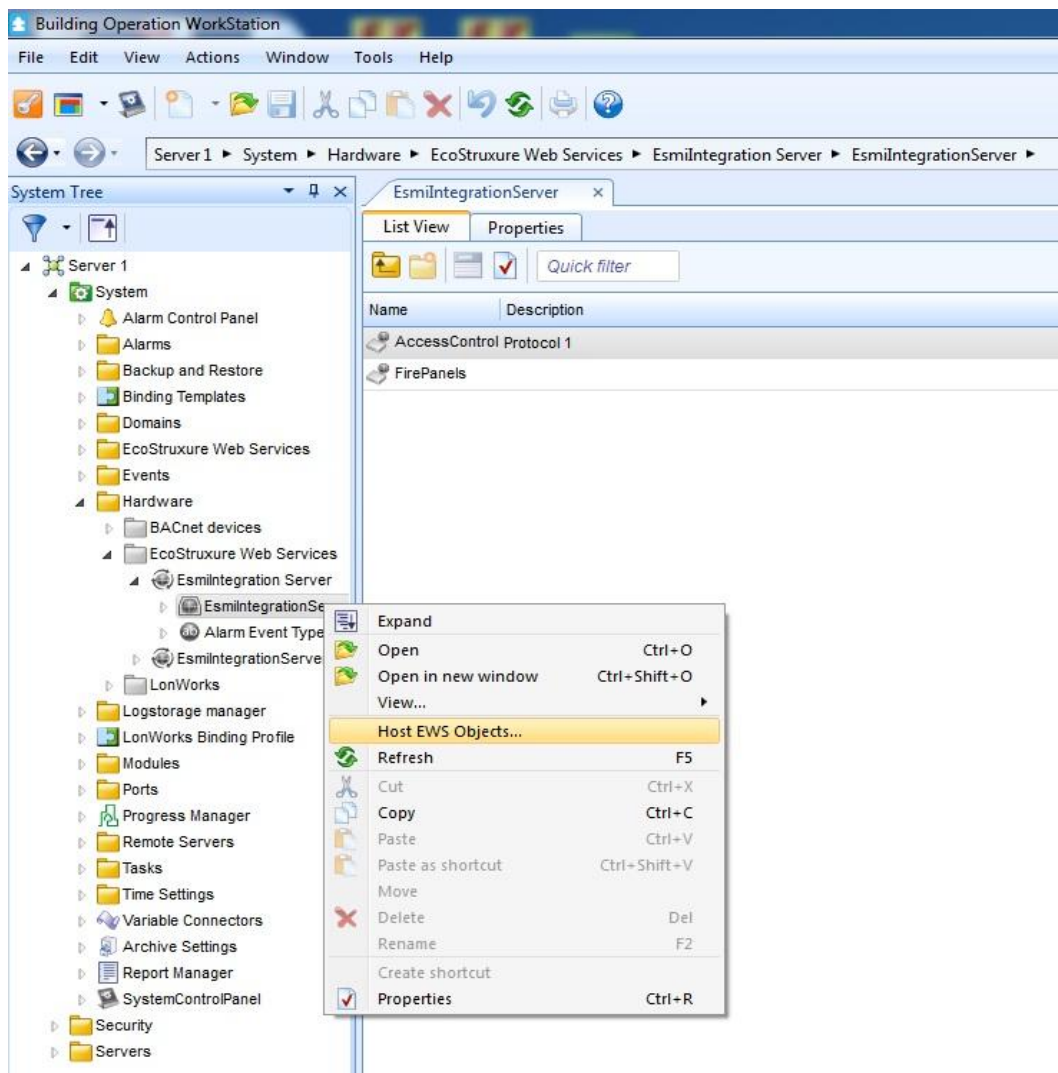 Building Operation WorkStation
File Edit View Actions Window Tools Help
Server 1 ► System ► Hardware ► EcoStruxure Web Services ► EsmiIntegration Server ► EsmiIntegrationServer ►
System Tree
EsmiIntegrationServer
List View Properties
Quick filter
Name Description
AccessControl Protocol 1
FirePanels
Server 1
System
Alarm Control Panel
Alarms
Backup and Restore
Binding Templates
Domains
EcoStruxure Web Services
Events
Hardware
BACnet devices
EcoStruxure Web Services
EsmiIntegration Server
EsmiIntegrationSe
Alarm Event Type
EsmiIntegrationServe
LonWorks
Logstorage manager
LonWorks Binding Profile
Modules
Ports
Progress Manager
Remote Servers
Tasks
Time Settings
Variable Connectors
Archive Settings
Report Manager
SystemControlPanel
Security
Servers
Expand
Open Ctrl+O
Open in new window Ctrl+Shift+O
View...
Host EWS Objects...
Refresh F5
Cut Ctrl+X
Copy Ctrl+C
Paste Ctrl+V
Paste as shortcut Ctrl+Shift+V
Move
Delete Del
Rename F2
Create shortcut
Properties Ctrl+R